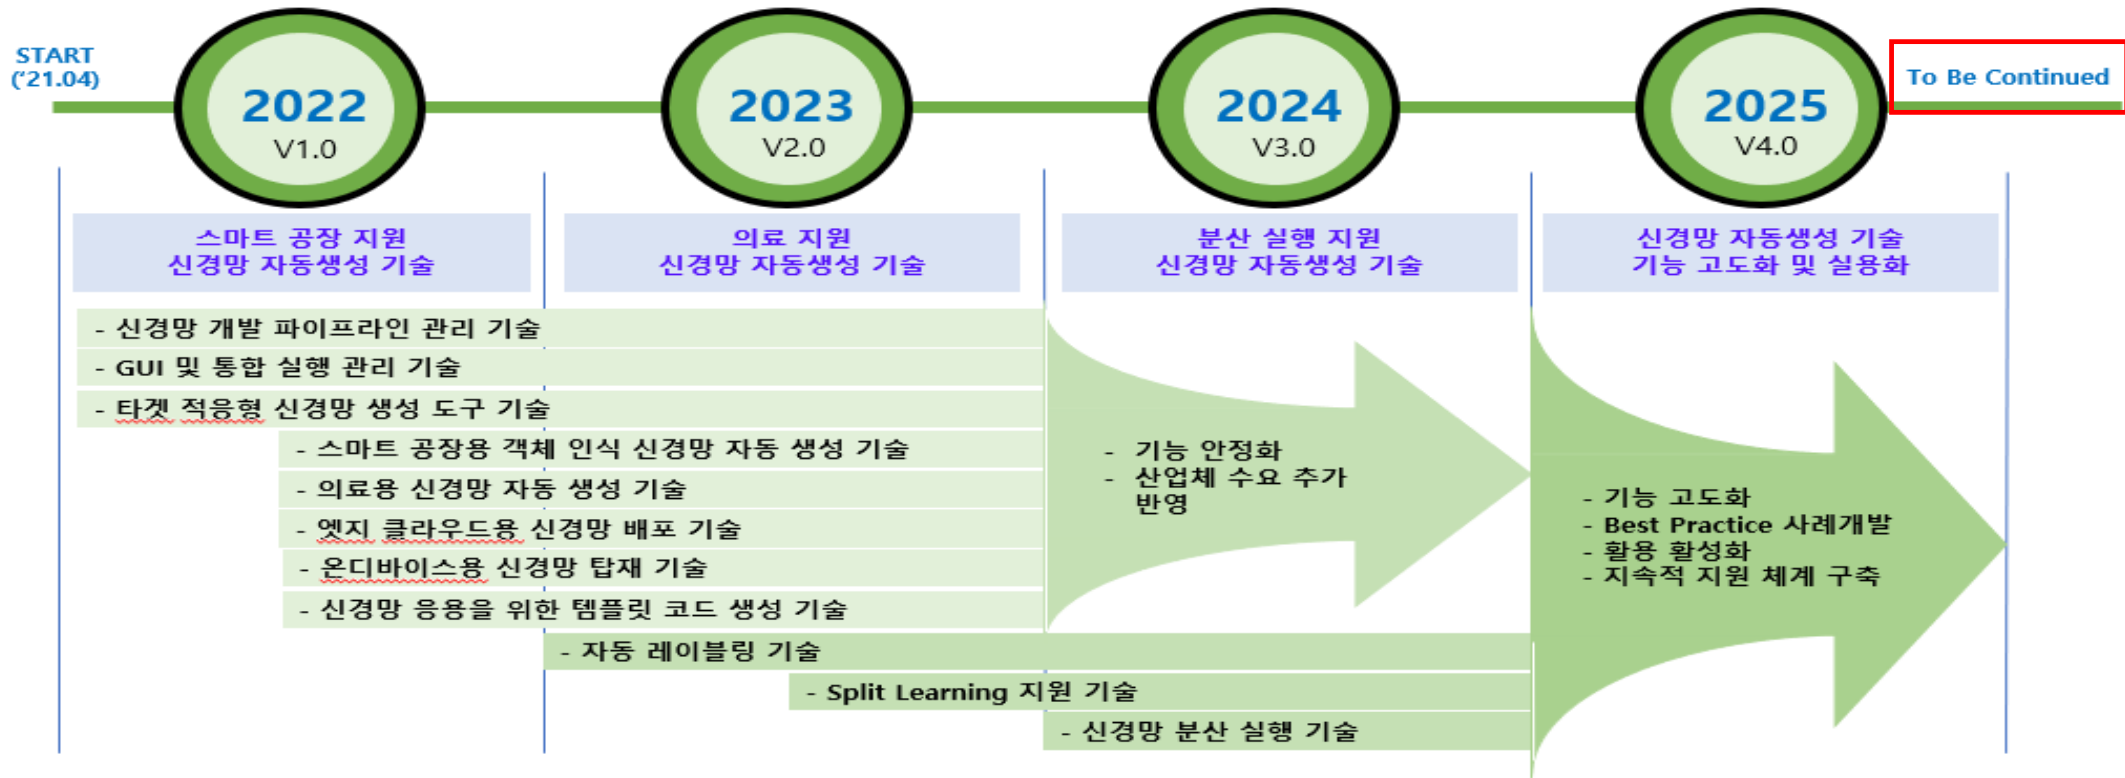 START
('21.04)
2022
V1.0
2023
V2.0
2024
V3.0
2025
V4.0
To Be Continued
스마트 공장 지원
신경망 자동생성 기술
의료 지원
신경망 자동생성 기술
분산 실행 지원
신경망 자동생성 기술
신경망 자동생성 기술
기능 고도화 및 실용화
- 신경망 개발 파이프라인 관리 기술
- GUI 및 통합 실행 관리 기술
- 타겟 적응형 신경망 생성 도구 기술
- 스마트 공장용 객체 인식 신경망 자동 생성 기술
- 의료용 신경망 자동 생성 기술
- 엣지 클라우드용 신경망 배포 기술
- 온디바이스용 신경망 탑재 기술
- 신경망 응용을 위한 템플릿 코드 생성 기술
- 자동 레이블링 기술
- Split Learning 지원 기술
- 신경망 분산 실행 기술
- 기능 안정화
- 산업체 수요 추가
반영
- 기능 고도화
- Best Practice 사례개발
- 활용 활성화
- 지속적 지원 체계 구축